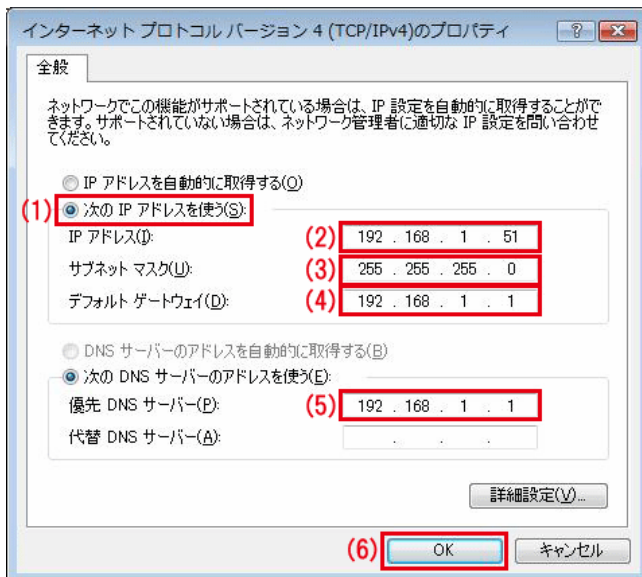 インターネット プロトコル バージョン 4 (TCP/IPv4)のプロパティ
全般
ネットワークでこの機能がサポートされている場合は、IP 設定を自動的に取得することがで
きます。サポートされていない場合は、ネットワーク管理者に適切な IP 設定を問い合わせ
てください。
IP アドレスを自動的に取得する(O)
(1) 次の IP アドレスを使う(S):
IP アドレス(I): (2) 192 . 168 . 1 . 51
サブネット マスク(U): (3) 255 . 255 . 255 . 0
デフォルト ゲートウェイ(D): (4) 192 . 168 . 1 . 1
DNS サーバーのアドレスを自動的に取得する(B)
次の DNS サーバーのアドレスを使う(E):
優先 DNS サーバー(P): (5) 192 . 168 . 1 . 1
代替 DNS サーバー(A): . . .
詳細設定(V)...
(6) OK キャンセル